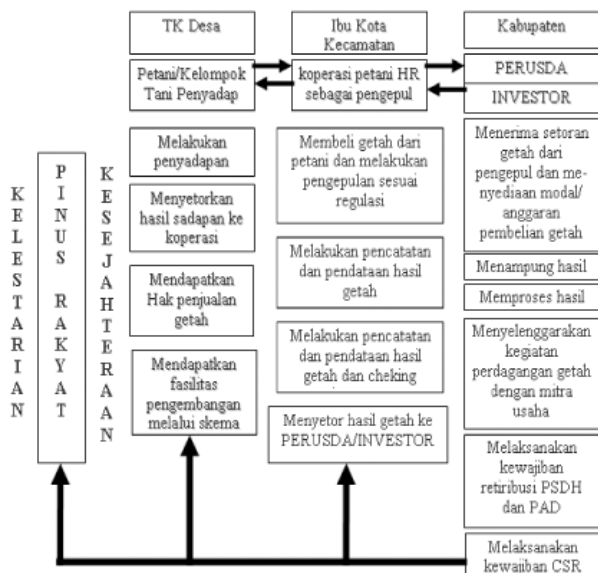 TK Desa
Ibu Kota
Kecamatan
Kabupaten
Petani/Kelompok
Tani Penyadap
koperasi petani HR
sebagai pengepul
PERUSDA
INVESTOR
KELESTARIAN
PINUS RAKYAT
KESEJAHTERAAN
Melakukan
penyadapan
Menyetorkan
hasil sadapan ke
koperasi
Mendapatkan
Hak penjualan
getah
Mendapatkan
fasilitas
pengembangan
melalui skema
Membeli getah dari
petani dan melakukan
pengepulan sesuai
regulasi
Melakukan pencatatan
dan pendataan hasil
getah
Melakukan pencatatan
dan pendataan hasil
getah dan cheking
Menyetor hasil getah ke
PERUSDA/INVESTOR
Menerima setoran
getah dari
pengepul dan me-
nyediaan modal/
anggaran
pembelian getah
Menampung hasil
Memproses hasil
Menyelenggarakan
kegiatan
perdagangan getah
dengan mitra
usaha
Melaksanakan
kewajiban
retiribusi PSDH
dan PAD
Melaksanakan
kewajiban CSR